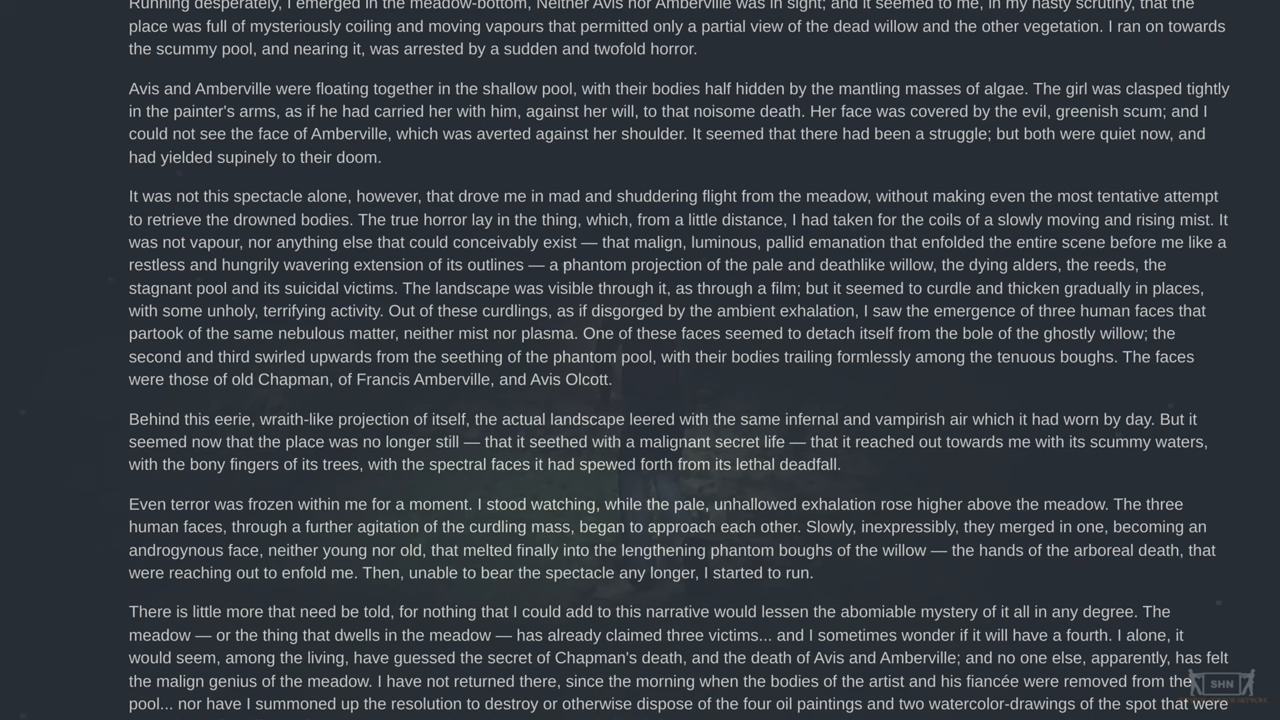 Running desperately, I emerged in the meadow-bottom, Neither Avis nor Amberville was in sight; and it seemed to me, in my hasty scrutiny, that the
place was full of mysteriously coiling and moving vapours that permitted only a partial view of the dead willow and the other vegetation. I ran on towards
the scummy pool, and nearing it, was arrested by a sudden and twofold horror.
Avis and Amberville were floating together in the shallow pool, with their bodies half hidden by the mantling masses of algae. The girl was clasped tightly
in the painter's arms, as if he had carried her with him, against her will, to that noisome death. Her face was covered by the evil, greenish scum; and I
could not see the face of Amberville, which was averted against her shoulder. It seemed that there had been a struggle; but both were quiet now, and
had yielded supinely to their doom.
It was not this spectacle alone, however, that drove me in mad and shuddering flight from the meadow, without making even the most tentative attempt
to retrieve the drowned bodies. The true horror lay in the thing, which, from a little distance, I had taken for the coils of a slowly moving and rising mist. It
was not vapour, nor anything else that could conceivably exist — that malign, luminous, pallid emanation that enfolded the entire scene before me like a
restless and hungrily wavering extension of its outlines — a phantom projection of the pale and deathlike willow, the dying alders, the reeds, the
stagnant pool and its suicidal victims. The landscape was visible through it, as through a film; but it seemed to curdle and thicken gradually in places,
with some unholy, terrifying activity. Out of these curdlings, as if disgorged by the ambient exhalation, I saw the emergence of three human faces that
partook of the same nebulous matter, neither mist nor plasma. One of these faces seemed to detach itself from the bole of the ghostly willow; the
second and third swirled upwards from the seething of the phantom pool, with their bodies trailing formlessly among the tenuous boughs. The faces
were those of old Chapman, of Francis Amberville, and Avis Olcott.
Behind this eerie, wraith-like projection of itself, the actual landscape leered with the same infernal and vampirish air which it had worn by day. But it
seemed now that the place was no longer still — that it seethed with a malignant secret life — that it reached out towards me with its scummy waters,
with the bony fingers of its trees, with the spectral faces it had spewed forth from its lethal deadfall.
Even terror was frozen within me for a moment. I stood watching, while the pale, unhallowed exhalation rose higher above the meadow. The three
human faces, through a further agitation of the curdling mass, began to approach each other. Slowly, inexpressibly, they merged in one, becoming an
androgynous face, neither young nor old, that melted finally into the lengthening phantom boughs of the willow — the hands of the arboreal death, that
were reaching out to enfold me. Then, unable to bear the spectacle any longer, I started to run.
There is little more that need be told, for nothing that I could add to this narrative would lessen the abomiable mystery of it all in any degree. The
meadow — or the thing that dwells in the meadow — has already claimed three victims... and I sometimes wonder if it will have a fourth. I alone, it
would seem, among the living, have guessed the secret of Chapman's death, and the death of Avis and Amberville; and no one else, apparently, has felt
the malign genius of the meadow. I have not returned there, since the morning when the bodies of the artist and his fiancée were removed from the
pool... nor have I summoned up the resolution to destroy or otherwise dispose of the four oil paintings and two watercolor-drawings of the spot that were
SHN